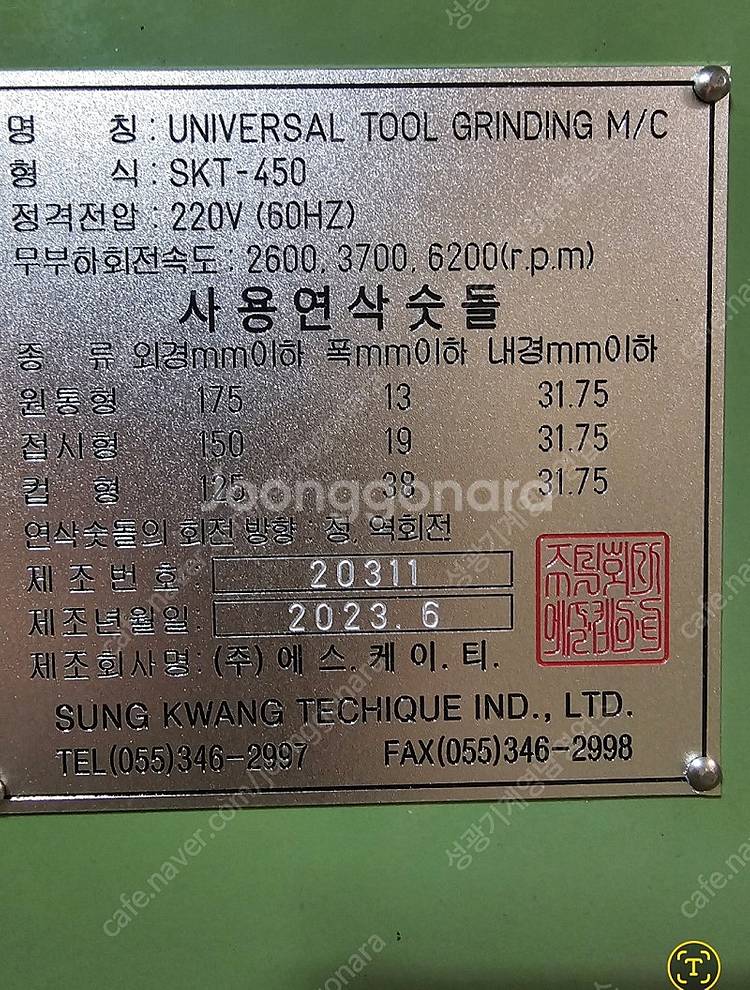 명 칭 : UNIVERSAL TOOL GRINDING M/C
형 식 : SKT-450
정격전압 : 220V (60HZ)
무부하회전속도 : 2600, 3700, 6200(r.p.m)
사용연삭숫돌
종 류 외경mm이하 폭mm이하 내경mm이하
원통형 175 13 31.75
접시형 150 19 31.75
컵 형 125 38 31.75
Joonggonara
연삭숫돌의 회전 방향 : 정, 역회전
제 조 번 호 : 20311
제조년월일 : 2023. 6
제조회사명 : (주) 에 스. 케 이. 티.
SUNG KWANG TECHIQUE IND., LTD.
TEL(055)346-2997 FAX(055)346-2998
cafe.naver.com/joonggonara
T